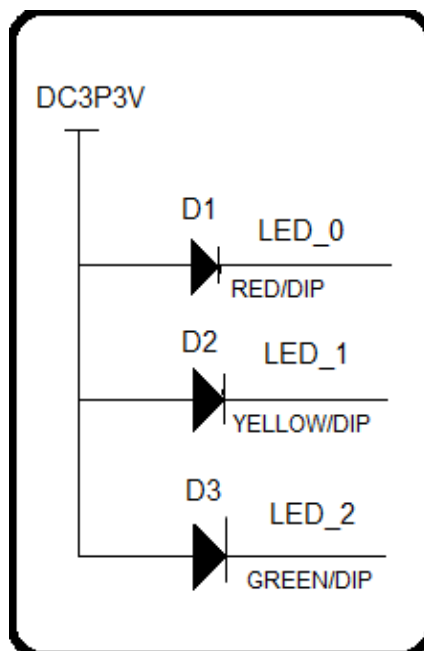 DC3P3V
D1
LED_0
RED/DIP
D2
LED_1
YELLOW/DIP
D3
LED_2
GREEN/DIP